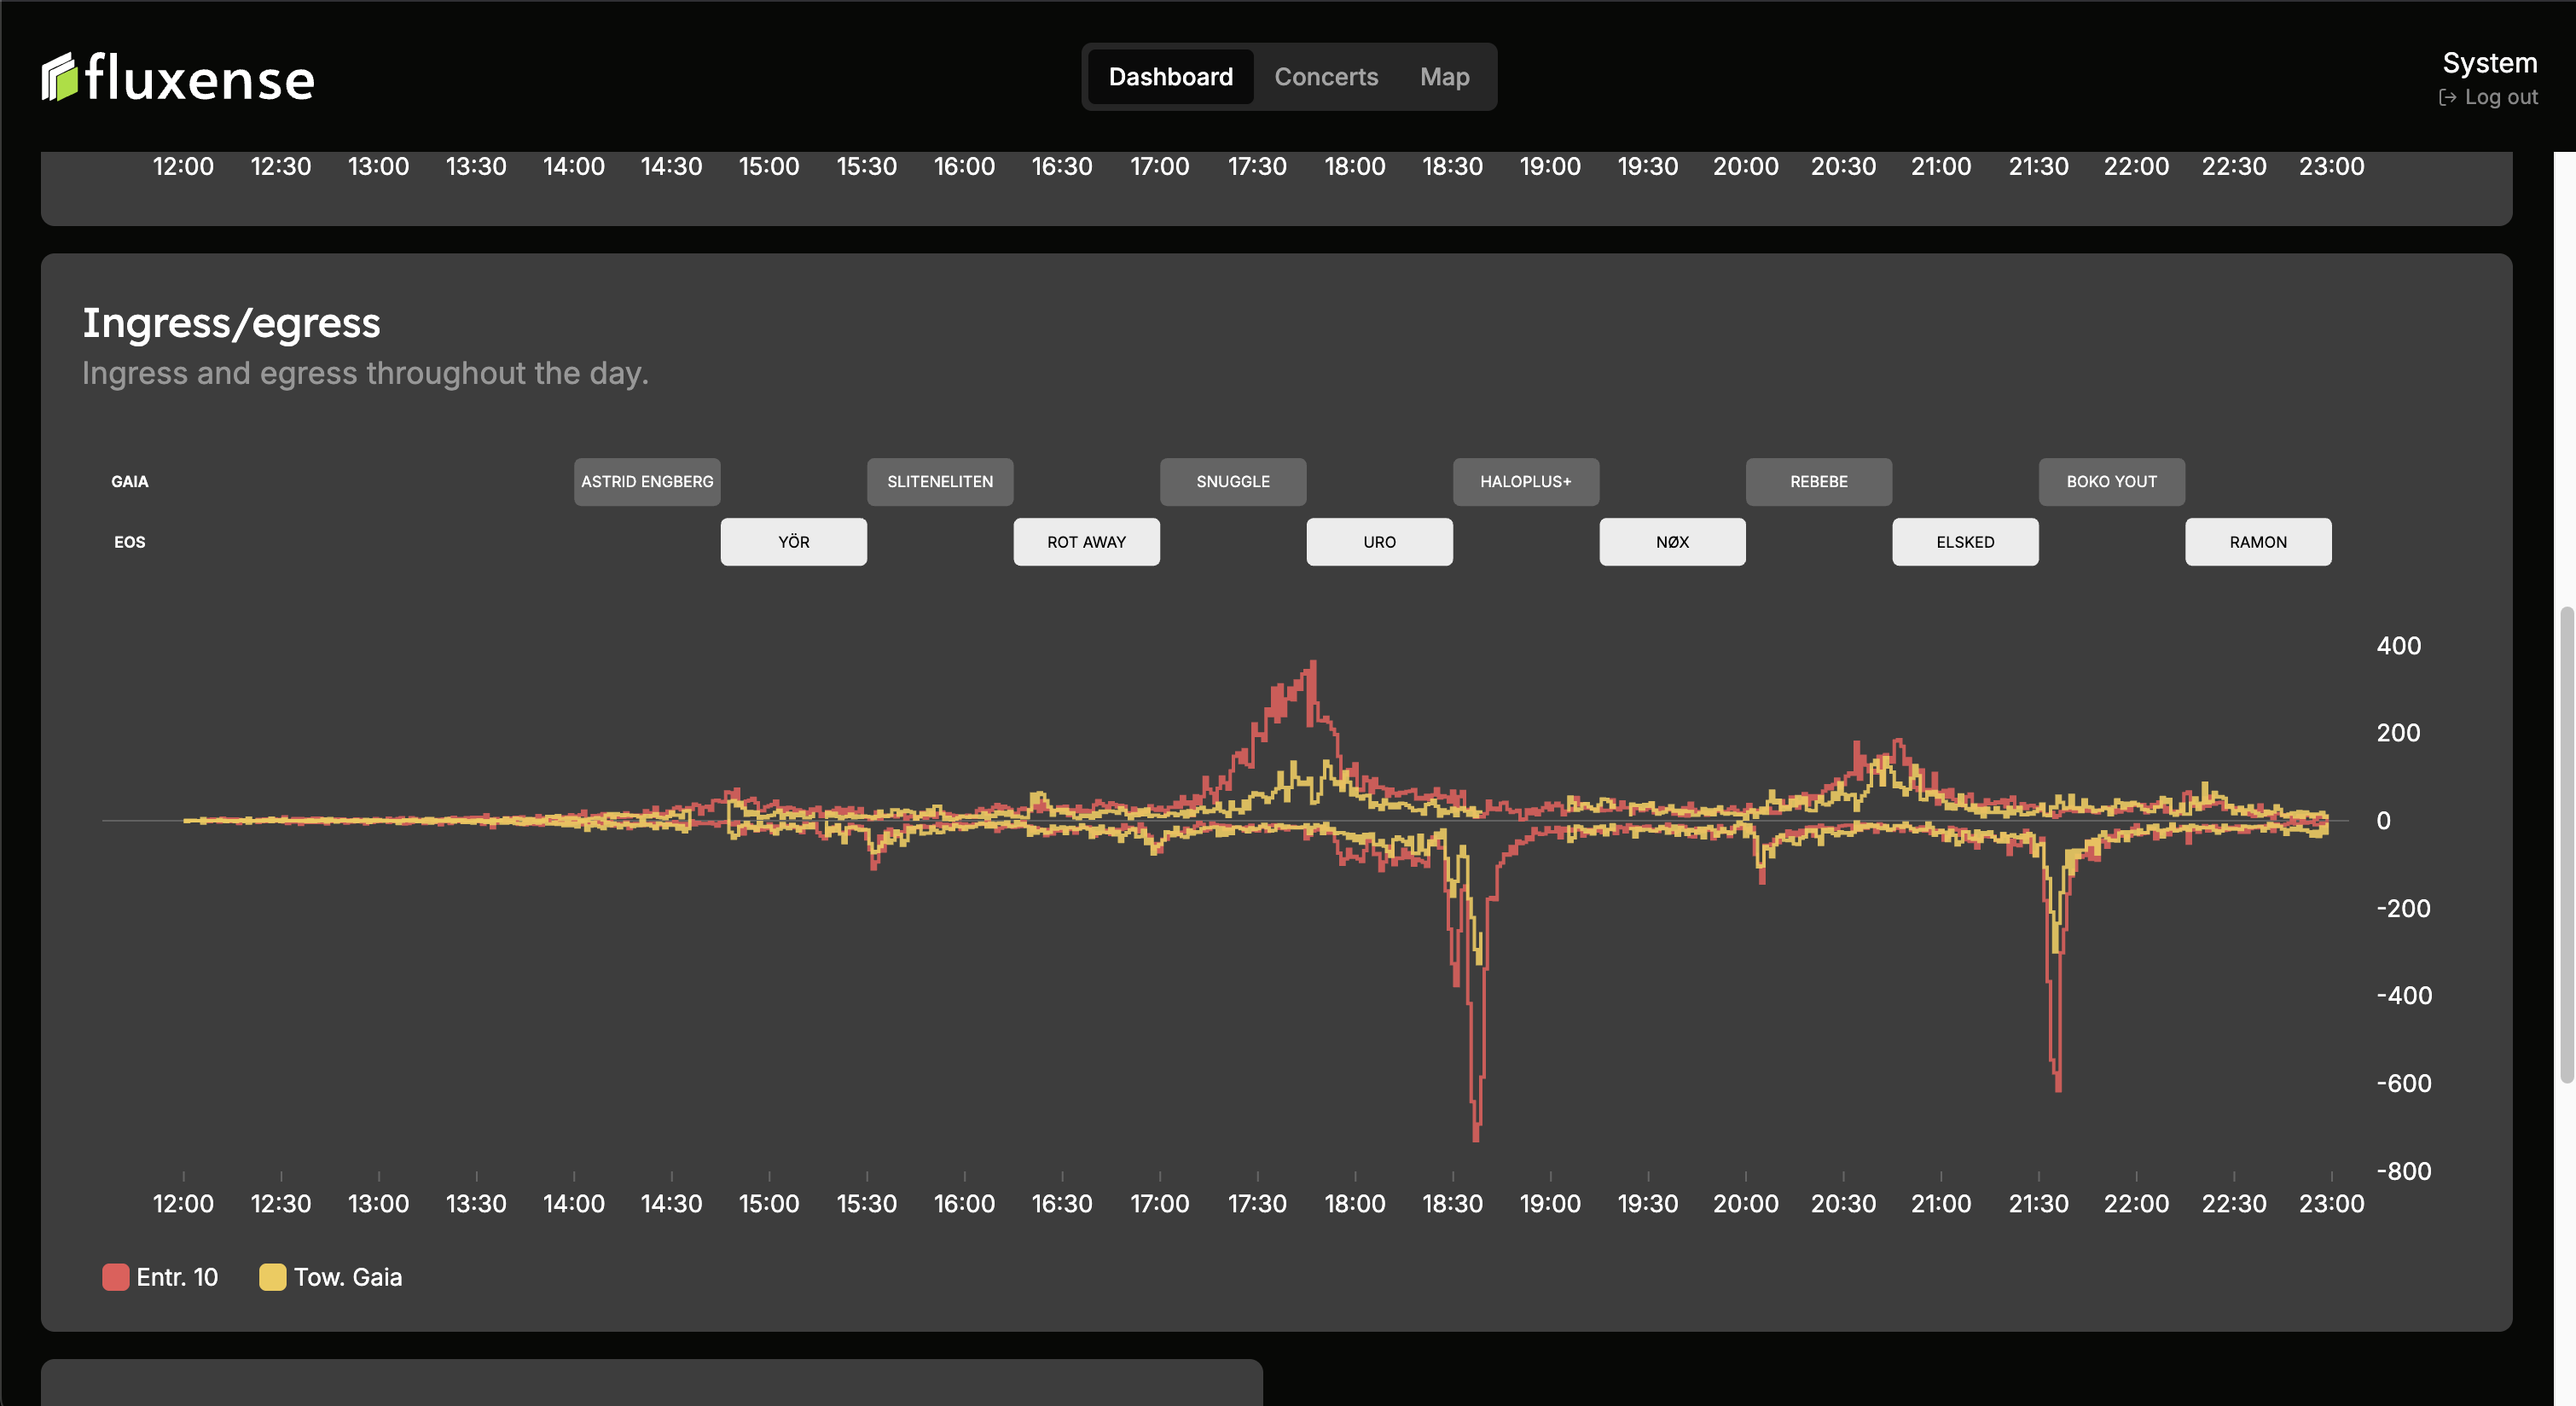 fluxense
Dashboard Concerts Map
System
Log out
12:00 12:30 13:00 13:30 14:00 14:30 15:00 15:30 16:00 16:30 17:00 17:30 18:00 18:30 19:00 19:30 20:00 20:30 21:00 21:30 22:00 22:30 23:00
Ingress/egress
Ingress and egress throughout the day.
GAIA ASTRID ENGBERG SLITENELITEN SNUGGLE HALOPLUS+ REBEBE BOKO YOUT
EOS YÖR ROT AWAY URO NØX ELSKED RAMON
400
200
0
-200
-400
-600
-800
12:00 12:30 13:00 13:30 14:00 14:30 15:00 15:30 16:00 16:30 17:00 17:30 18:00 18:30 19:00 19:30 20:00 20:30 21:00 21:30 22:00 22:30 23:00
Entr. 10 Tow. Gaia